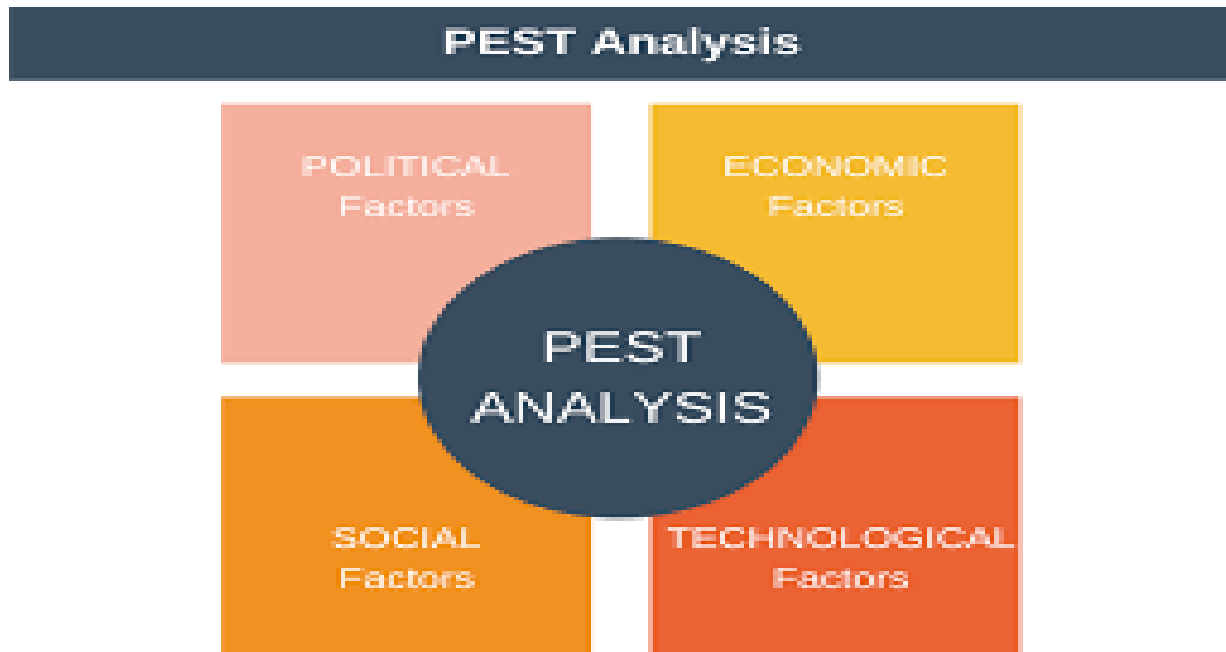 PEST Analysis
POLITICAL
Factors
ECONOMIC
Factors
PEST
ANALYSIS
SOCIAL
Factors
TECHNOLOGICAL
Factors